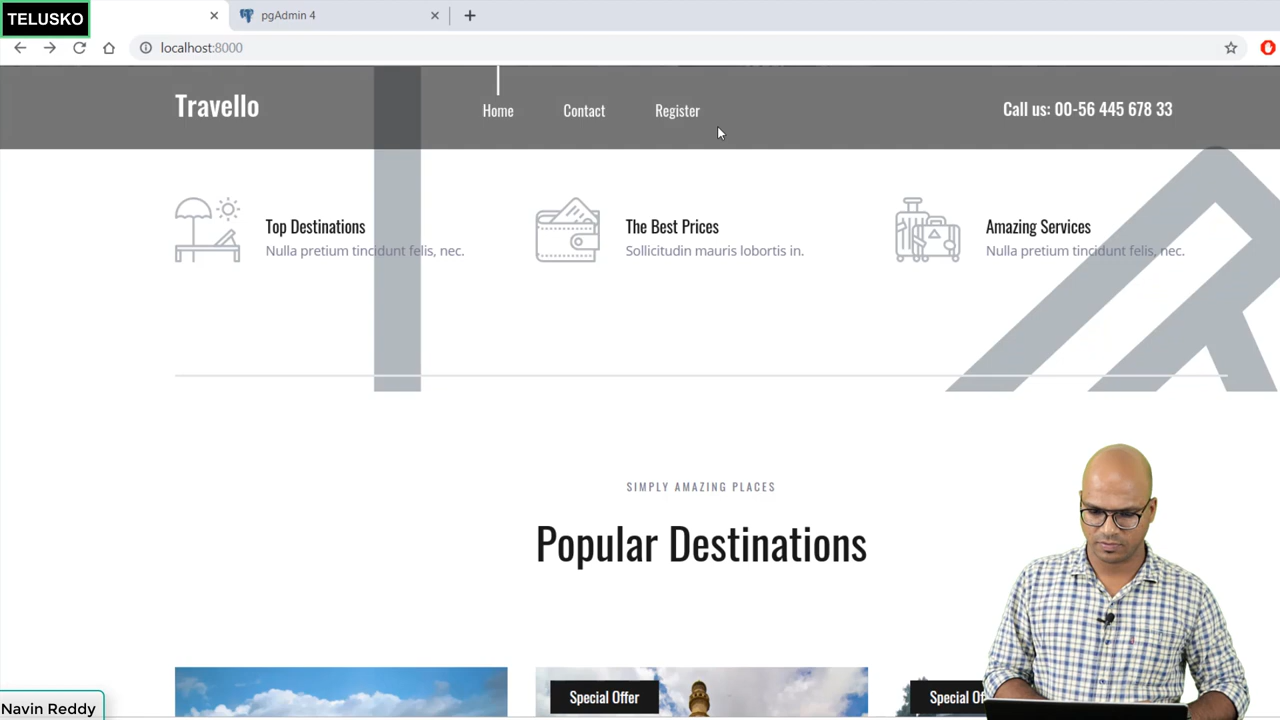 TELUSKO
pgAdmin 4
localhost:8000
Travello
Home
Contact
Register
Call us: 00-56 445 678 33
Top Destinations
Nulla pretium tincidunt felis, nec.
The Best Prices
Sollicitudin mauris lobortis in.
Amazing Services
Nulla pretium tincidunt felis, nec.
SIMPLY AMAZING PLACES
Popular Destinations
Special Offer
Special Of
Navin Reddy